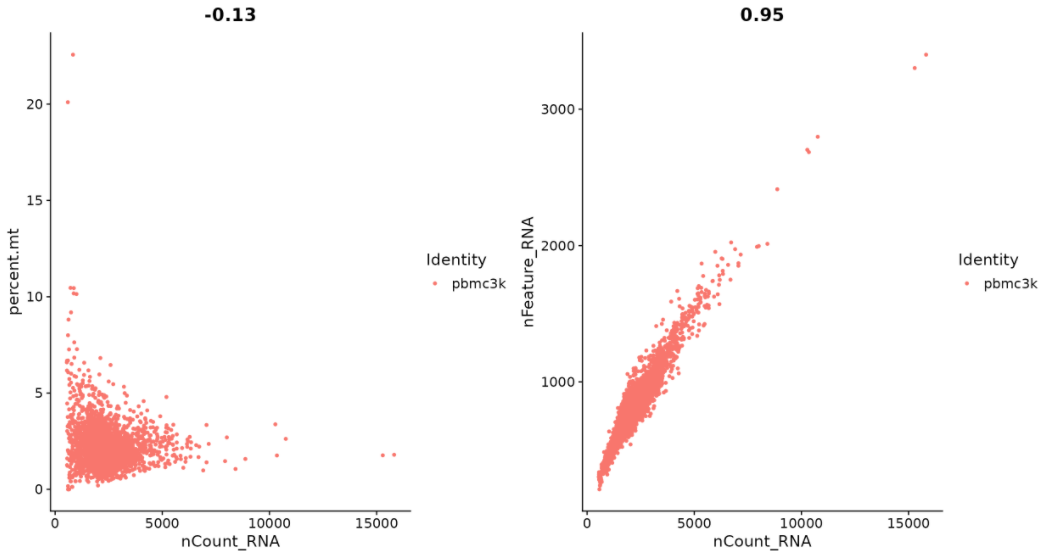 -0.13
percent.mt
20
15
10
5
0
0
5000
10000
15000
nCount_RNA
Identity
pbmc3k
0.95
nFeature_RNA
3000
2000
1000
0
5000
10000
15000
nCount_RNA
Identity
pbmc3k